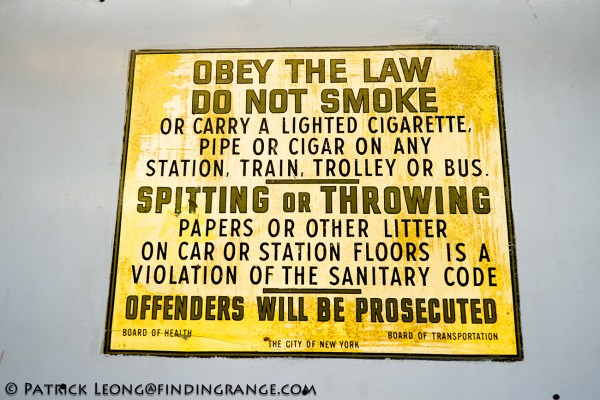 OBEY THE LAW
DO NOT SMOKE
OR CARRY A LIGHTED CIGARETTE,
PIPE OR CIGAR ON ANY
STATION, TRAIN, TROLLEY OR BUS.
SPITTING OR THROWING
PAPERS OR OTHER LITTER
ON CAR OR STATION FLOORS IS A
VIOLATION OF THE SANITARY CODE
OFFENDERS WILL BE PROSECUTED
BOARD OF HEALTH BOARD OF TRANSPORTATION
THE CITY OF NEW YORK
© PATRICK LEONG@FINDINGRANGE.COM